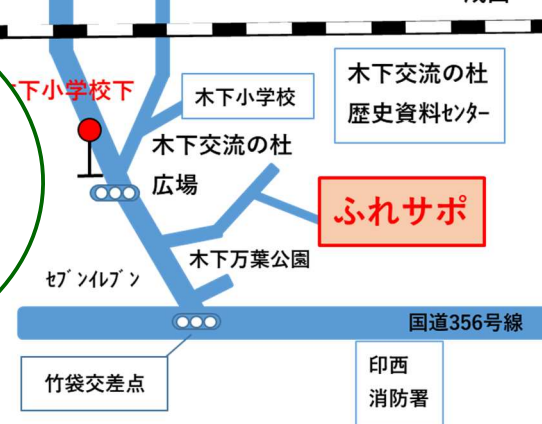 木下小学校下
木下小学校
木下交流の杜
歴史資料センター
木下交流の杜
広場
ふれサポ
木下万葉公園
セブンイレブン
国道356号線
竹袋交差点
印西
消防署